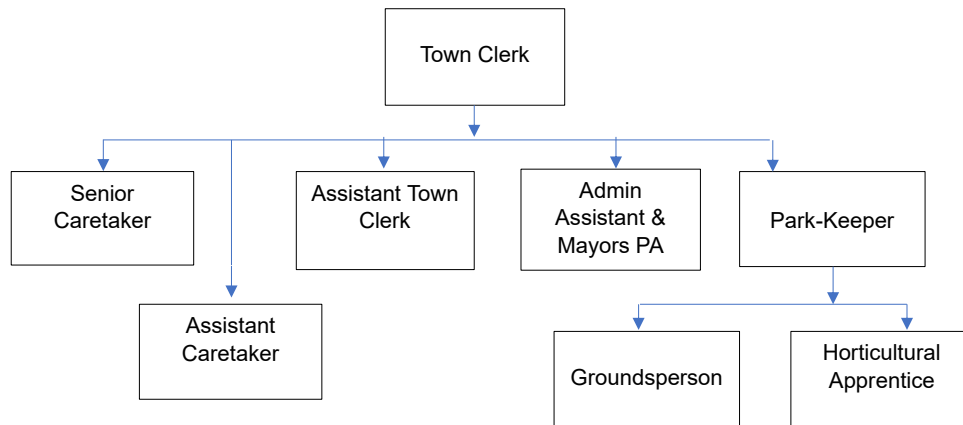 Town Clerk
Senior
Caretaker
Assistant Town
Clerk
Admin
Assistant &
Mayors PA
Park-Keeper
Assistant
Caretaker
Groundsperson
Horticultural
Apprentice